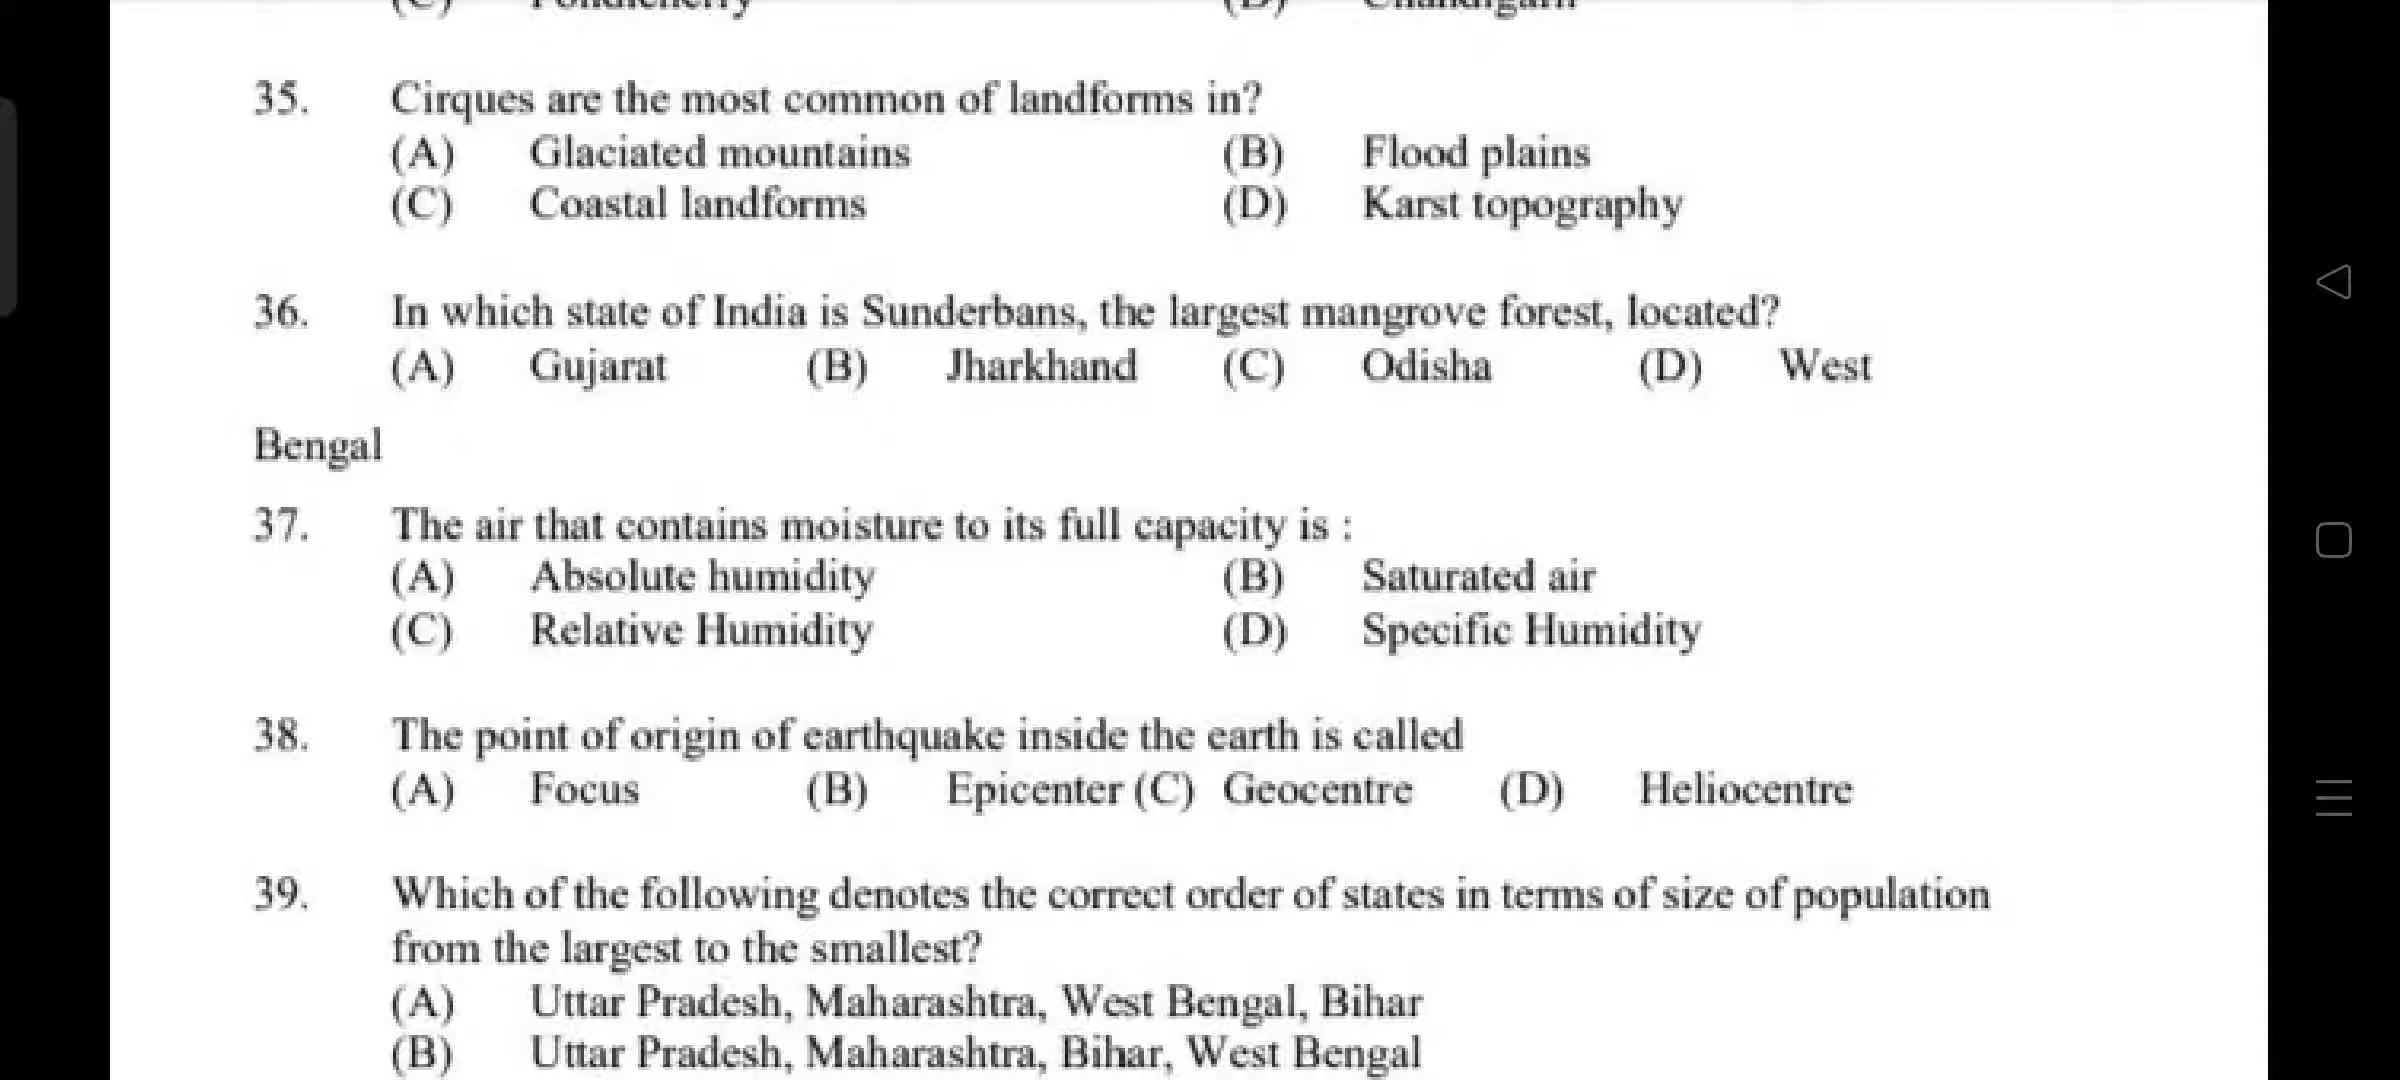 (C) Pondicherry (D) Chandigarh
35. Cirques are the most common of landforms in?
(A) Glaciated mountains (B) Flood plains
(C) Coastal landforms (D) Karst topography
36. In which state of India is Sunderbans, the largest mangrove forest, located?
(A) Gujarat (B) Jharkhand (C) Odisha (D) West
Bengal
37. The air that contains moisture to its full capacity is :
(A) Absolute humidity (B) Saturated air
(C) Relative Humidity (D) Specific Humidity
38. The point of origin of earthquake inside the earth is called
(A) Focus (B) Epicenter (C) Geocentre (D) Heliocentre
39. Which of the following denotes the correct order of states in terms of size of population
from the largest to the smallest?
(A) Uttar Pradesh, Maharashtra, West Bengal, Bihar
(B) Uttar Pradesh, Maharashtra, Bihar, West Bengal